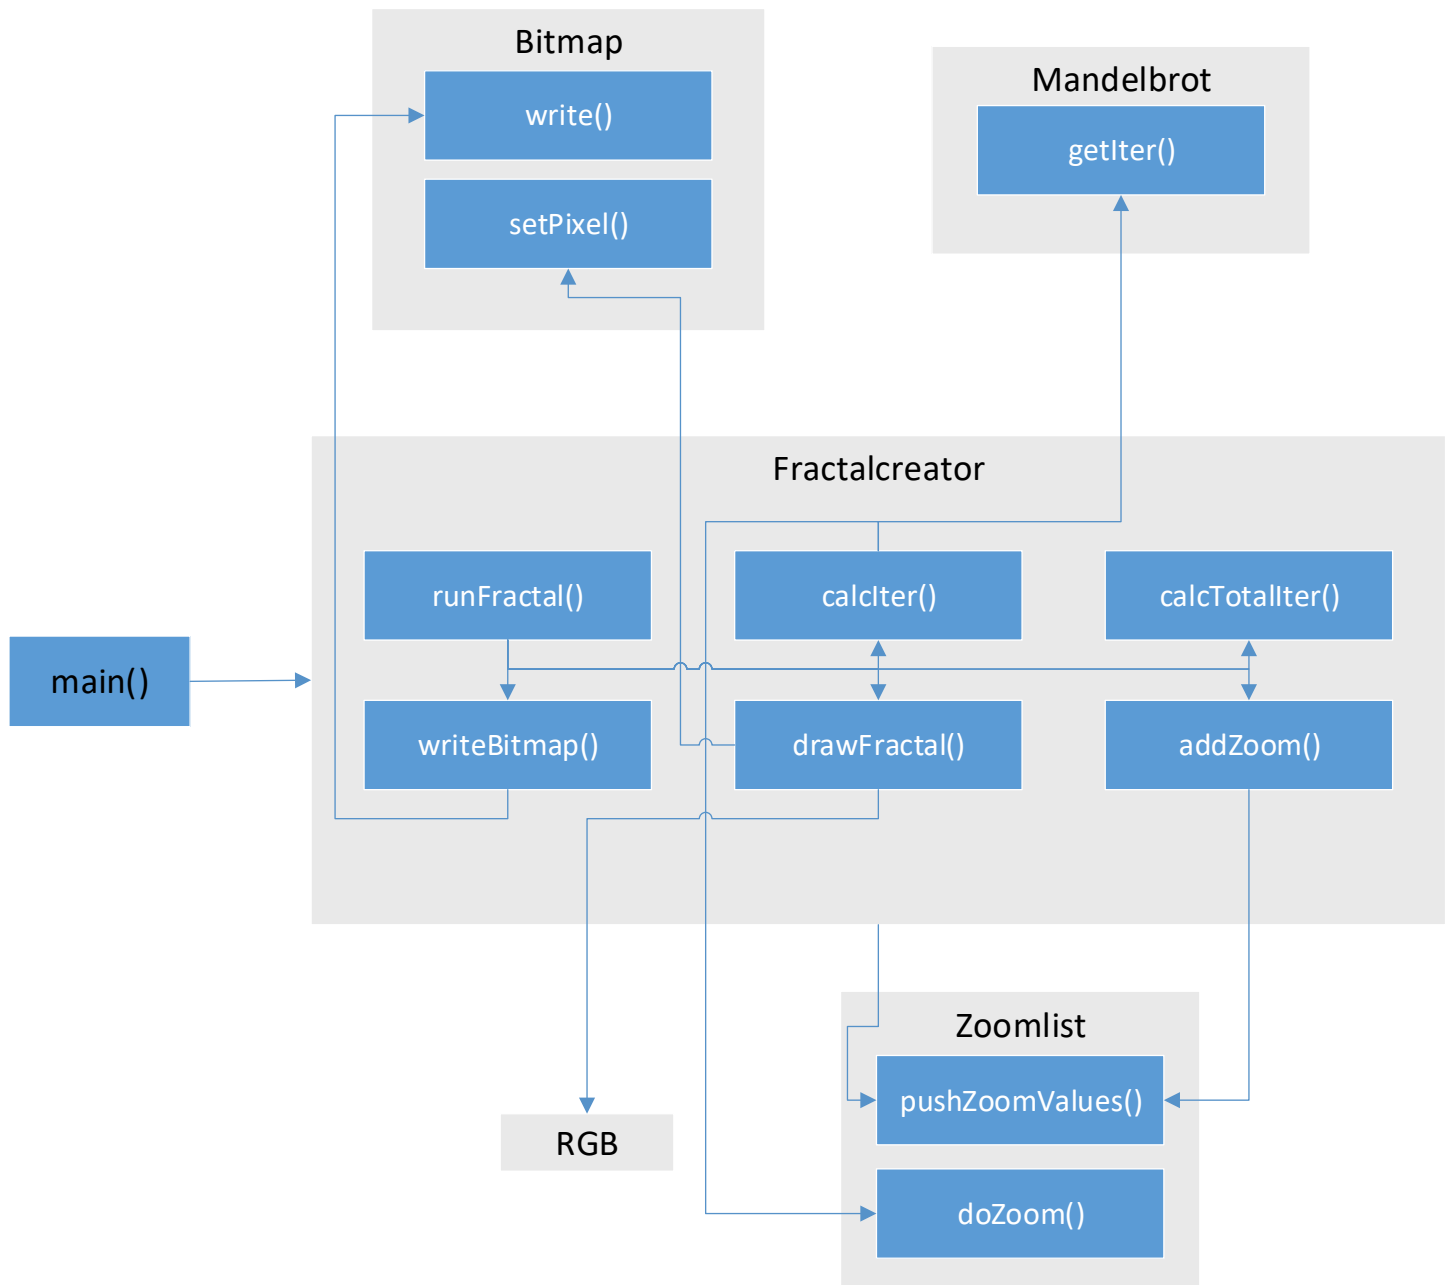 Bitmap
write()
setPixel()
Mandelbrot
getIter()
Fractalcreator
runFractal()
calcIter()
calcTotalIter()
main()
writeBitmap()
drawFractal()
addZoom()
Zoomlist
pushZoomValues()
RGB
doZoom()